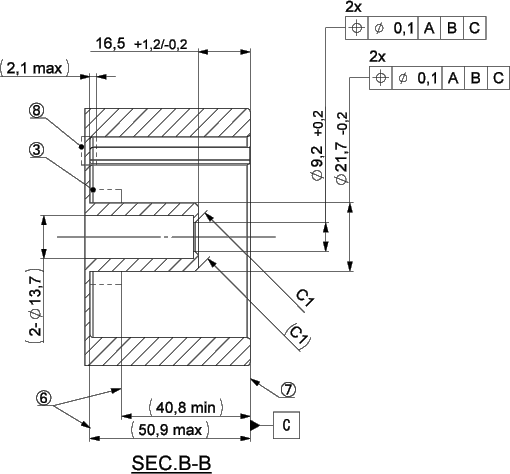 2x
⌖ ⌀ 0,1 A B C
16,5 +1,2/-0,2
2x
⌖ ⌀ 0,1 A B C
(2,1 max)
⌀9,2 +0,2
⌀21,7 -0,2
8
3
(2-⌀13,7)
C1
(C1)
6
7
(40,8 min)
C
(50,9 max)
SEC.B-B